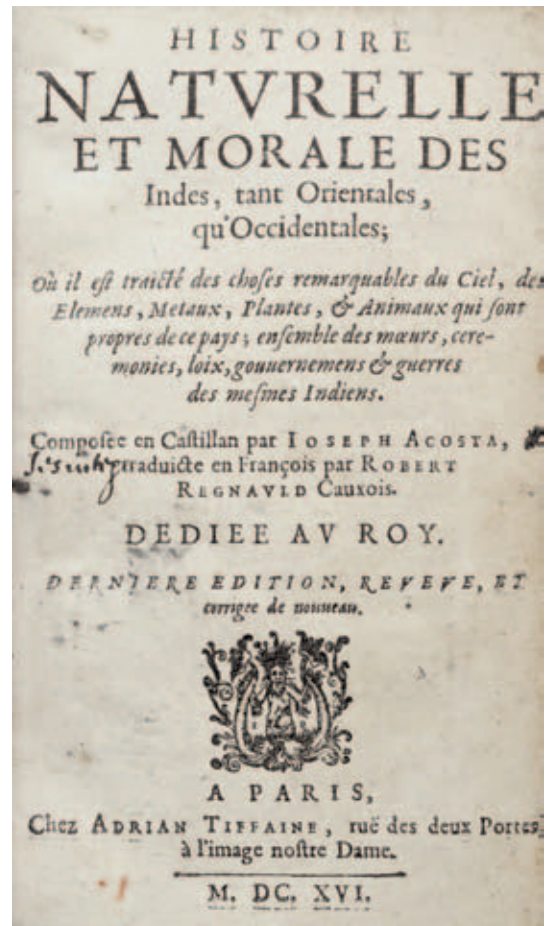 HISTOIRE
NATVRELLE
ET MORALE DES
Indes, tant Orientales,
qu'Occidentales;
Où il eſt traicté des choſes remarquables du Ciel, des
Elemens, Metaux, Plantes, & Animaux qui ſont
propres de ce pays; enſemble des mœurs, cere-
monies, loix, gouuernemens & guerres
des meſmes Indiens.
Compoſée en Caſtillan par IOSEPH ACOSTA,
& traduicte en François par ROBERT
REGNAVLD Cauxois.
DEDIEE AV ROY.
DERNIERE EDITION, REVEVE, ET
corrigee de nouueau.
A PARIS,
Chez ADRIAN TIFFAINE, ruë des deux Portes,
à l'image noſtre Dame.
M. DC. XVI.